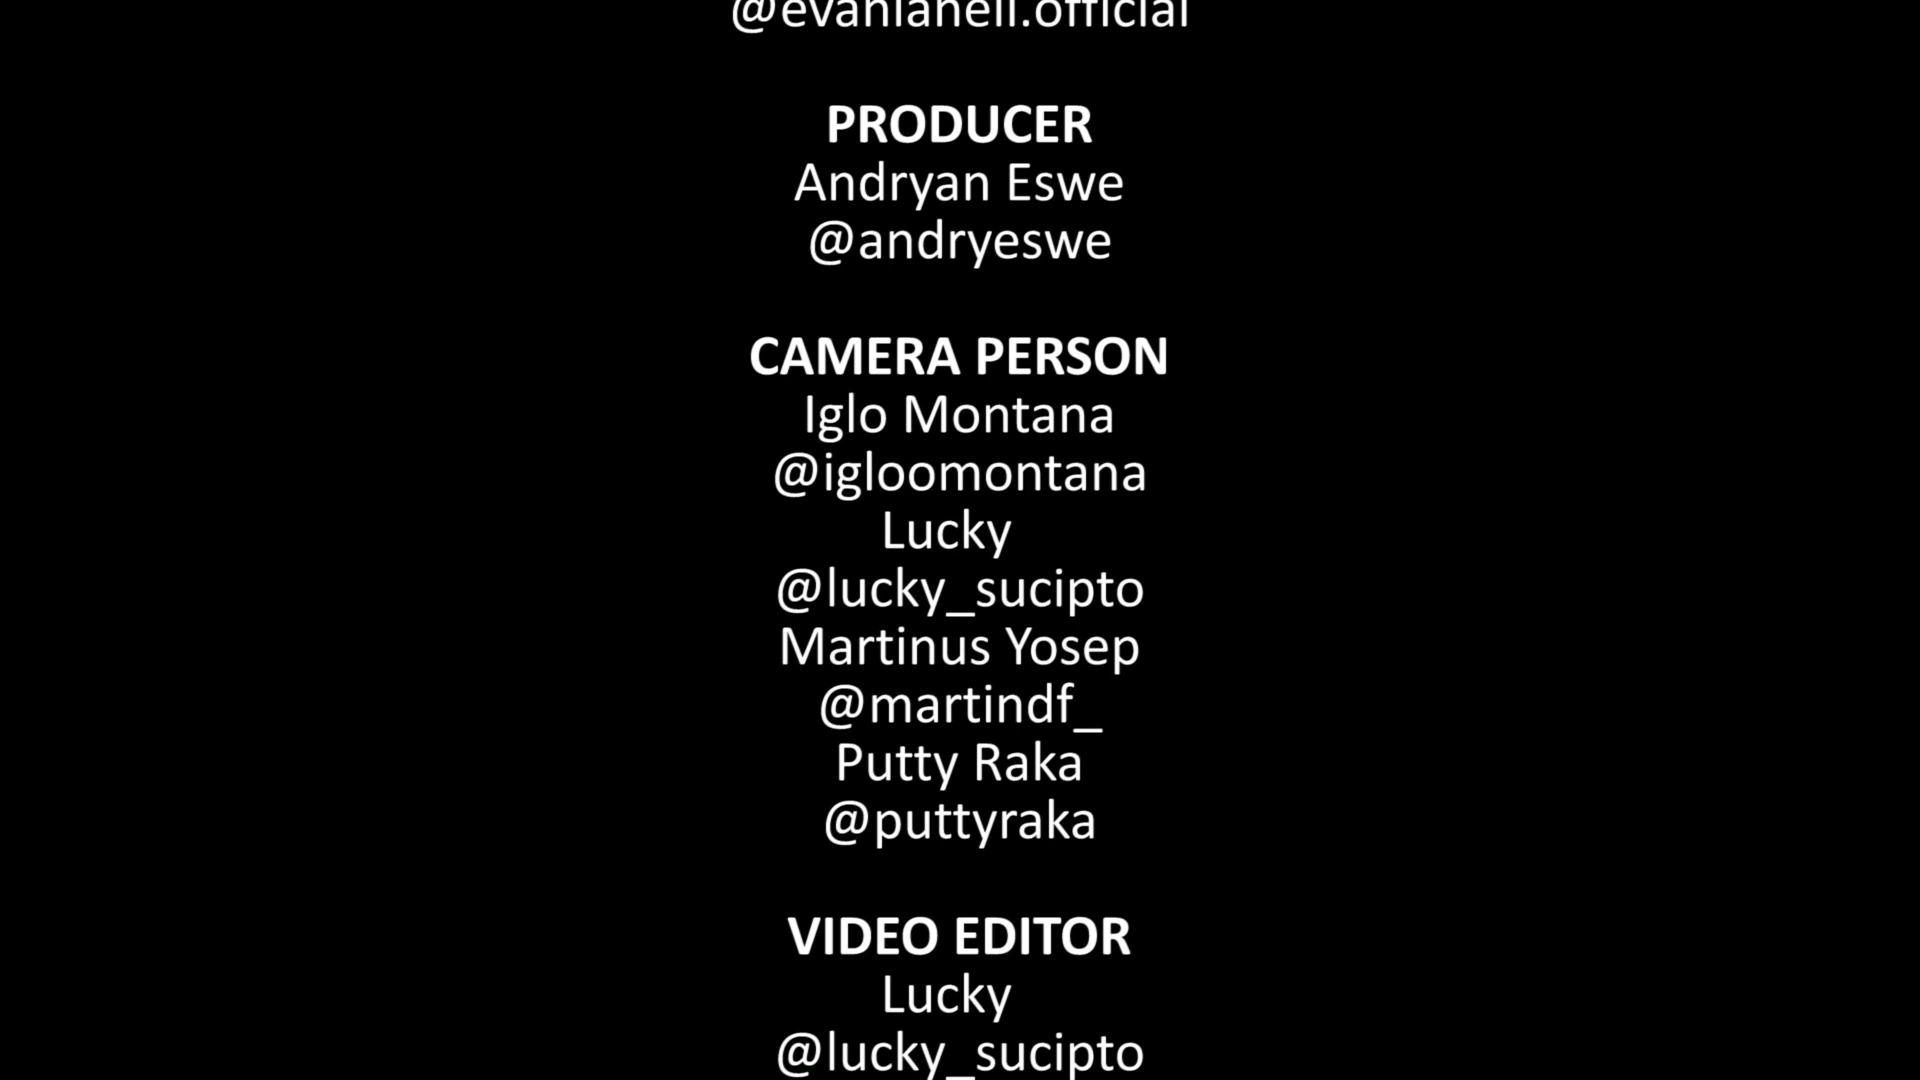 PRODUCER
Andryan Eswe
@andryeswe
CAMERA PERSON
Iglo Montana
@igloomontana
Lucky
@lucky_sucipto
Martinus Yosep
@martindf_
Putty Raka
@puttyraka
VIDEO EDITOR
Lucky
@lucky_sucipto